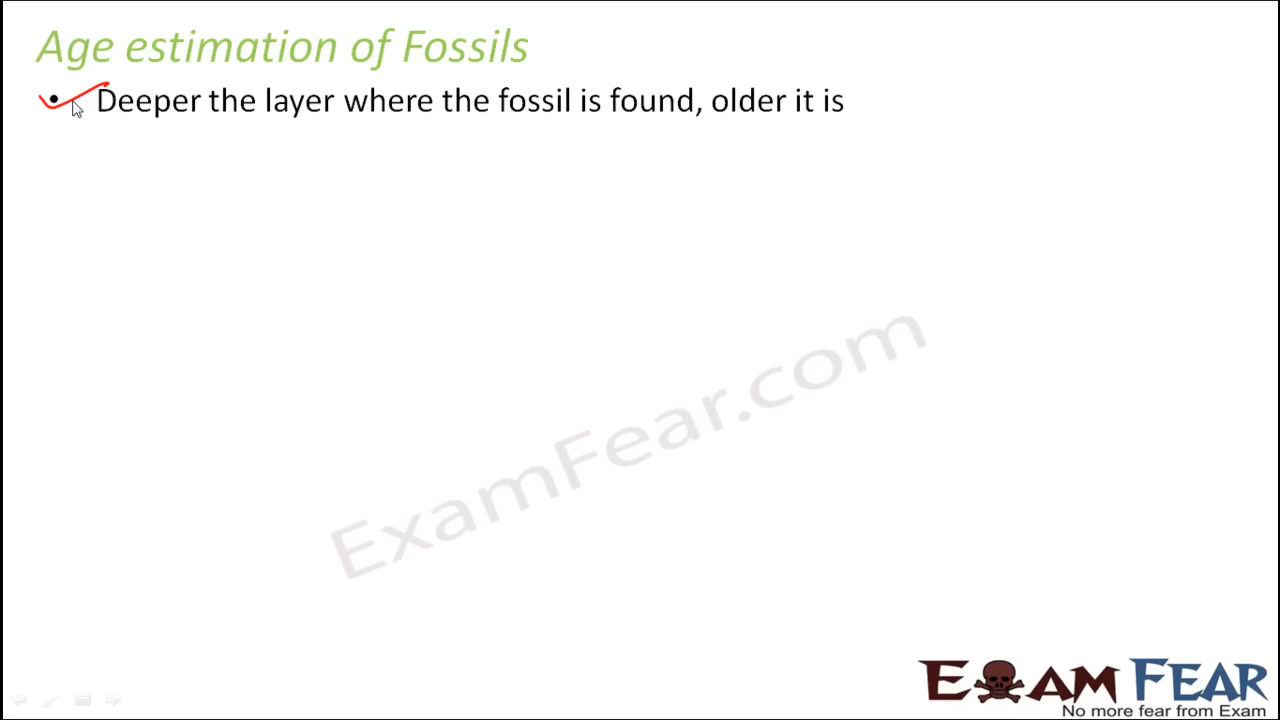 Age estimation of Fossils
• Deeper the layer where the fossil is found, older it is
ExamFear.com
EXAM FEAR
No more fear from Exam